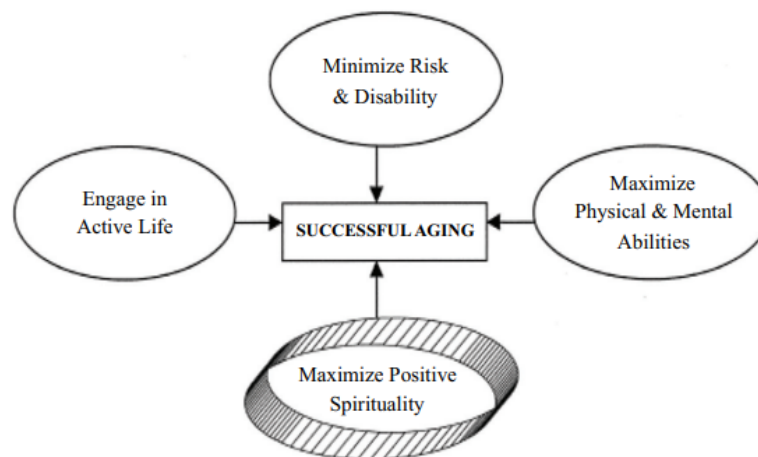 Minimize Risk
& Disability
Engage in
Active Life
SUCCESSFUL AGING
Maximize
Physical & Mental
Abilities
Maximize Positive
Spirituality